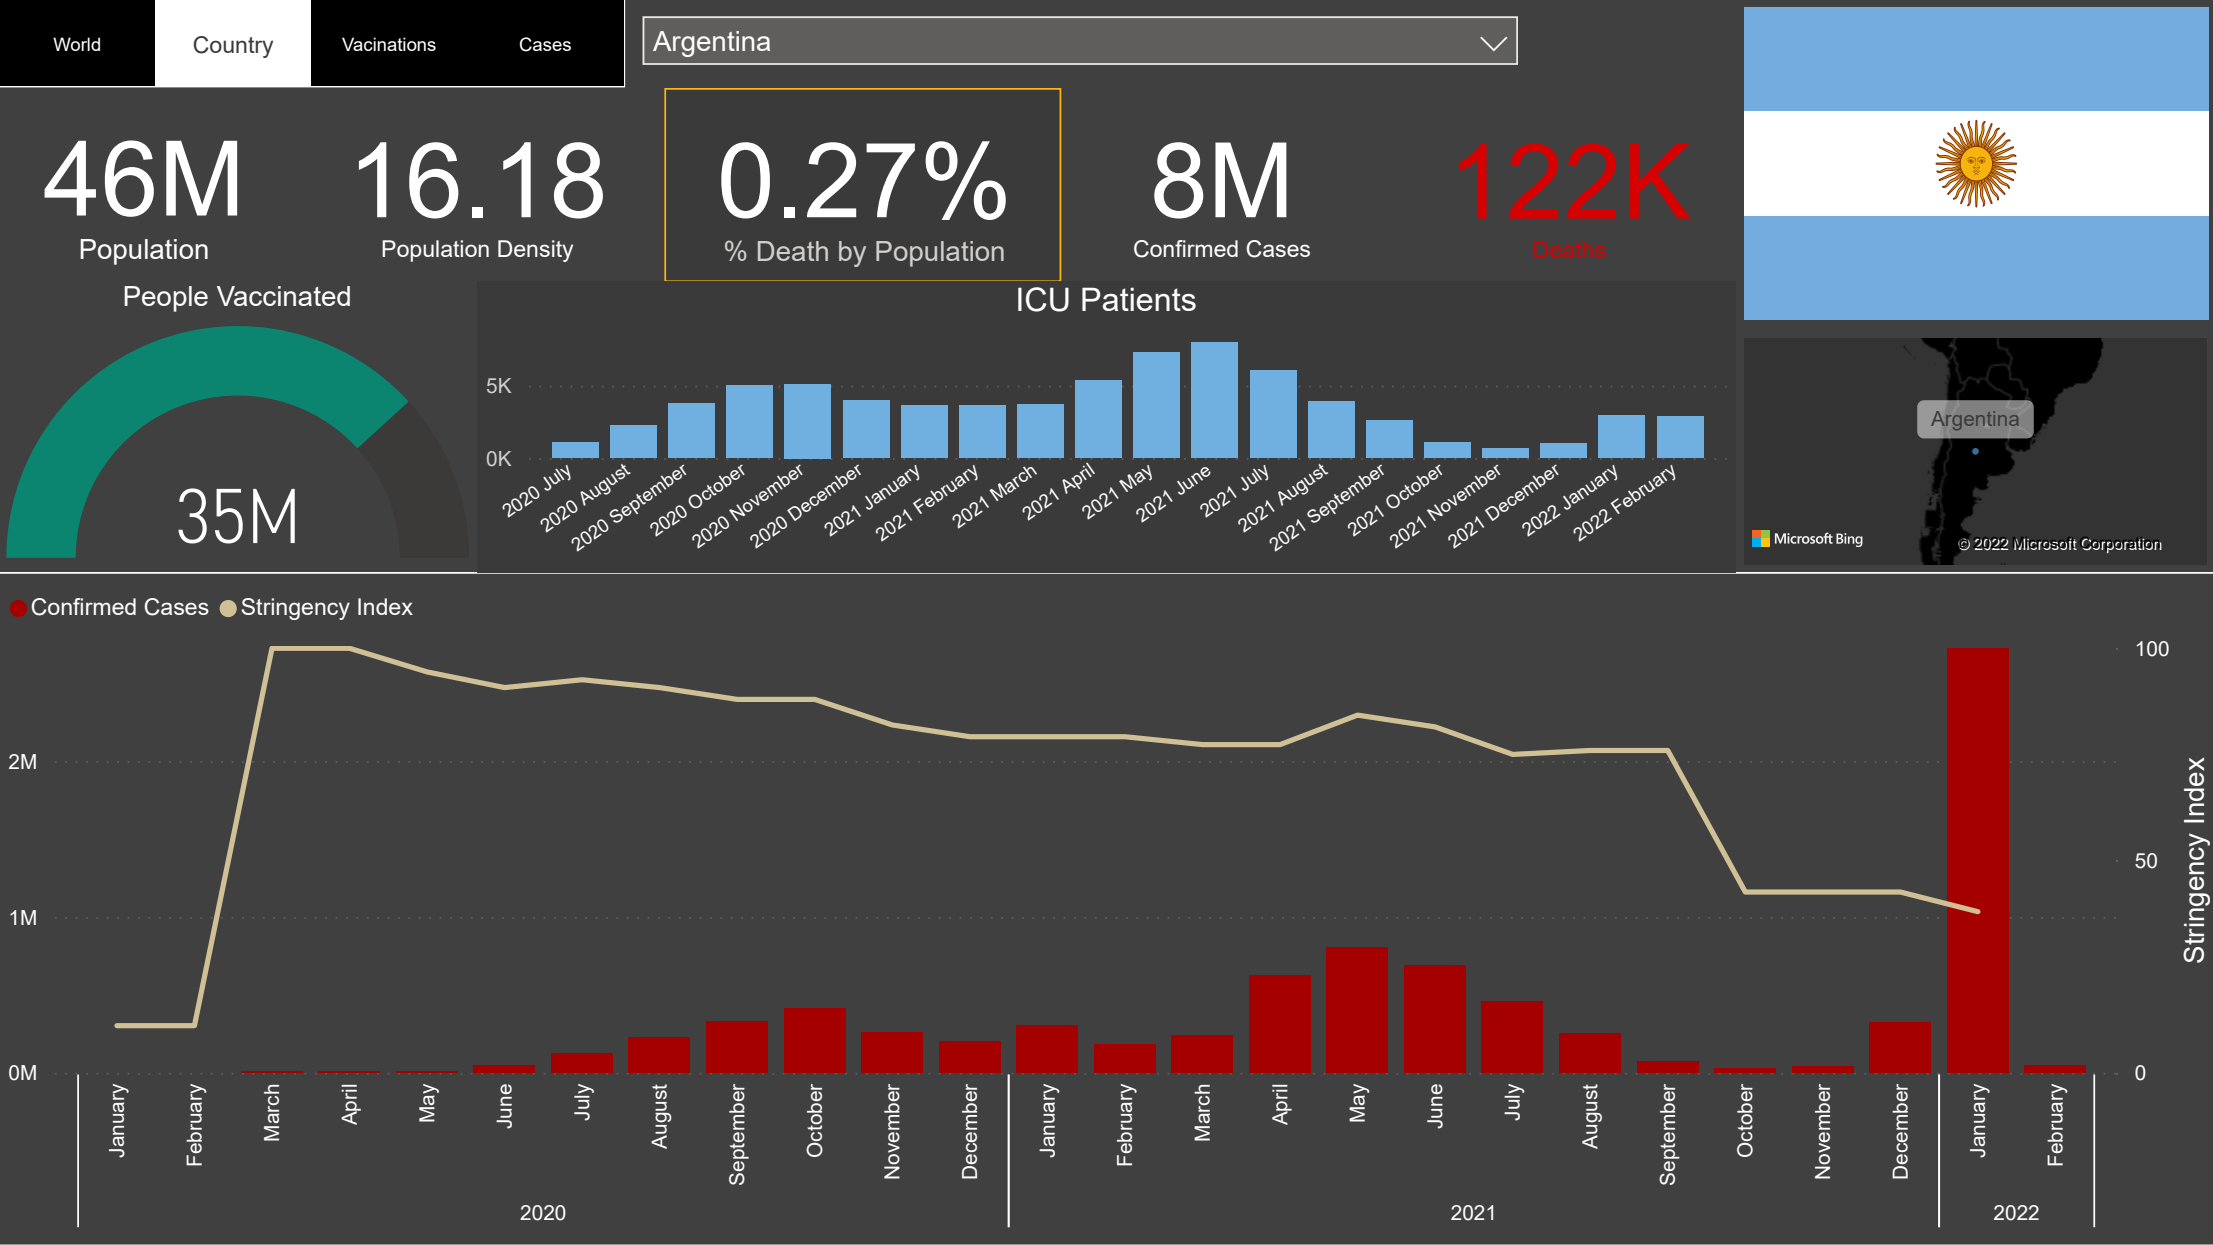 World
Country
Vacinations
Cases
Argentina
46M
Population
16.18
Population Density
0.27%
% Death by Population
8M
Confirmed Cases
122K
Deaths
People Vaccinated
35M
ICU Patients
5K
0K
2020 July
2020 August
2020 September
2020 October
2020 November
2020 December
2021 January
2021 February
2021 March
2021 April
2021 May
2021 June
2021 July
2021 August
2021 September
2021 October
2021 November
2021 December
2022 January
2022 February
Argentina
Microsoft Bing
© 2022 Microsoft Corporation
Confirmed Cases
Stringency Index
2M
1M
0M
100
50
0
Stringency Index
January
February
March
April
May
June
July
August
September
October
November
December
January
February
March
April
May
June
July
August
September
October
November
December
January
February
2020
2021
2022